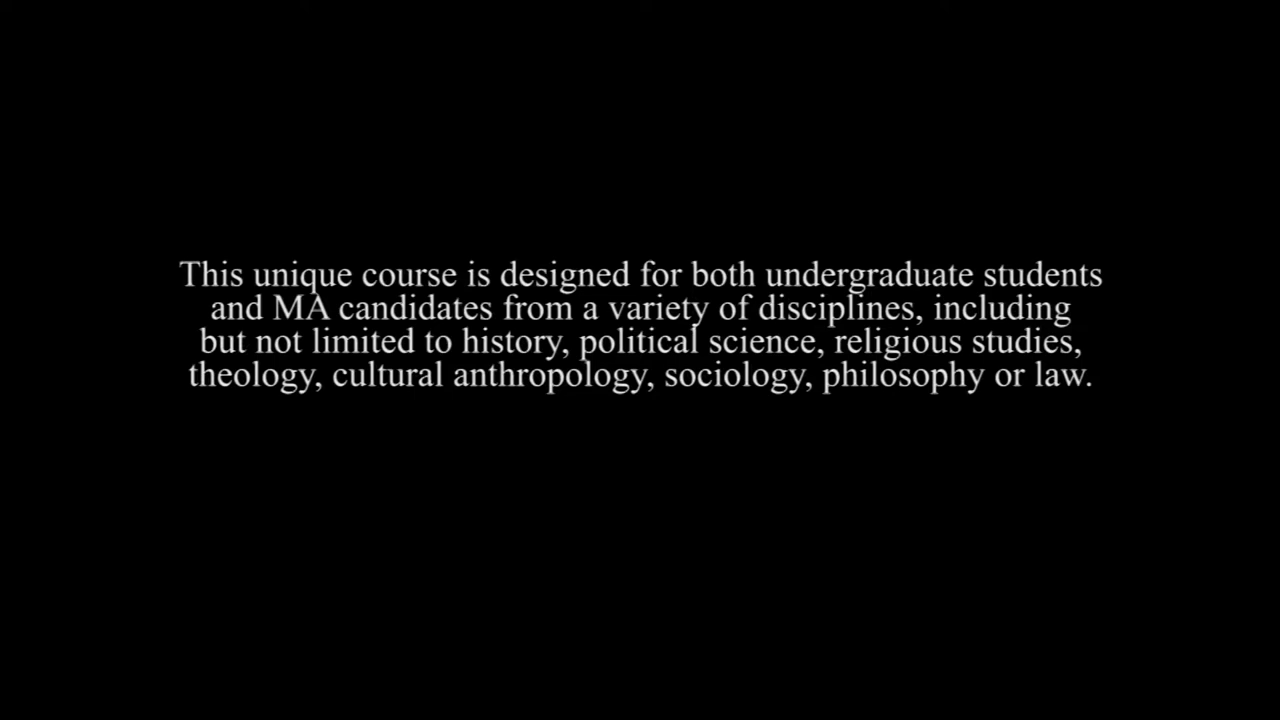 This unique course is designed for both undergraduate students
and MA candidates from a variety of disciplines, including
but not limited to history, political science, religious studies,
theology, cultural anthropology, sociology, philosophy or law.